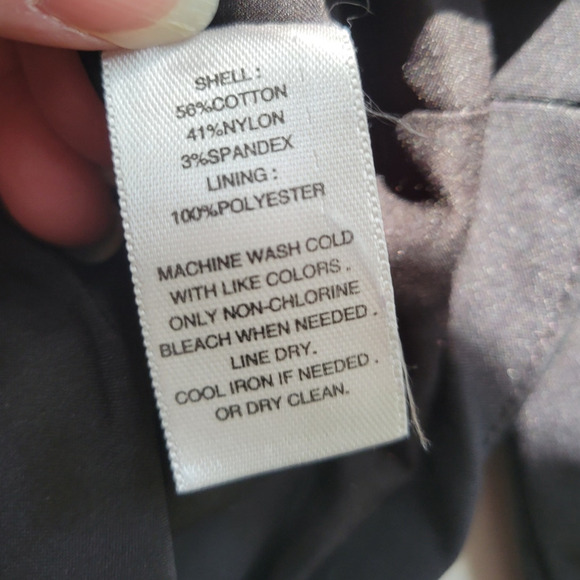 SHELL :
56%COTTON
41%NYLON
3%SPANDEX
LINING :
100%POLYESTER
MACHINE WASH COLD
WITH LIKE COLORS .
ONLY NON-CHLORINE
BLEACH WHEN NEEDED .
LINE DRY.
COOL IRON IF NEEDED .
OR DRY CLEAN.